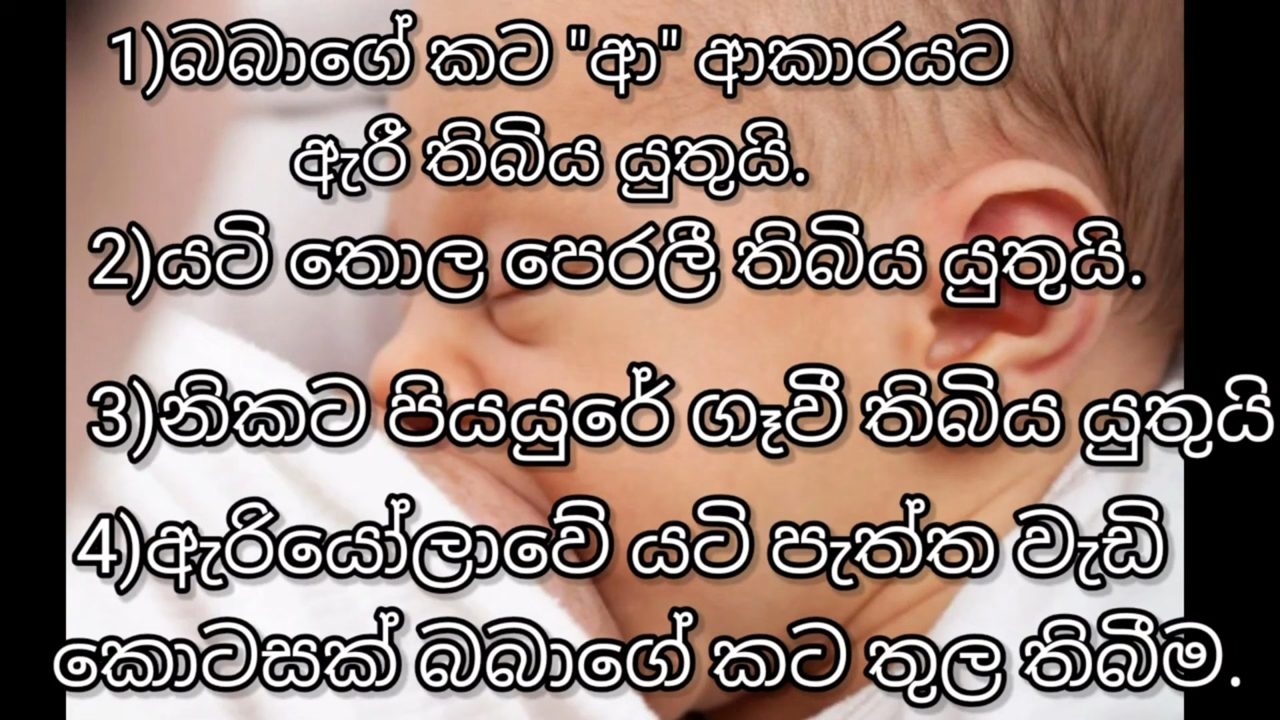 1)බබාගේ කට "ආ" ආකාරයට
ඇරී තිබිය යුතුයි.
2)යටි තොල පෙරලී තිබිය යුතුයි.
3)නිකට පියයුරේ ගෑවී තිබිය යුතුයි
4)ඇරියෝලාවේ යටි පැත්ත වැඩි
කොටසක් බබාගේ කට තුල තිබීම.